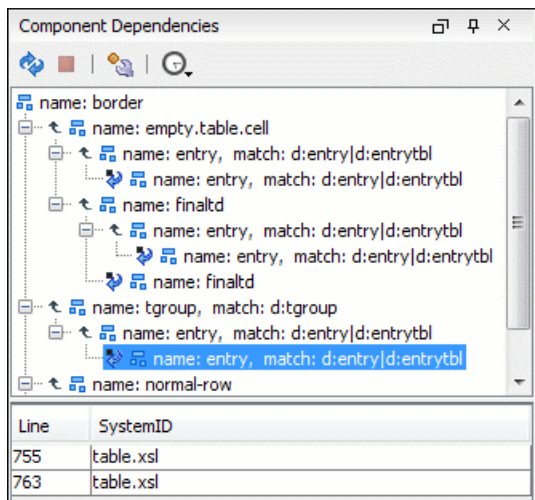 Component Dependencies
name: border
name: empty.table.cell
name: entry, match: d:entry|d:entrytbl
name: entry, match: d:entry|d:entrytbl
name: finaltd
name: entry, match: d:entry|d:entrytbl
name: entry, match: d:entry|d:entrytbl
name: finaltd
name: tgroup, match: d:tgroup
name: entry, match: d:entry|d:entrytbl
name: entry, match: d:entry|d:entrytbl
name: normal-row
Line SystemID
755 table.xsl
763 table.xsl